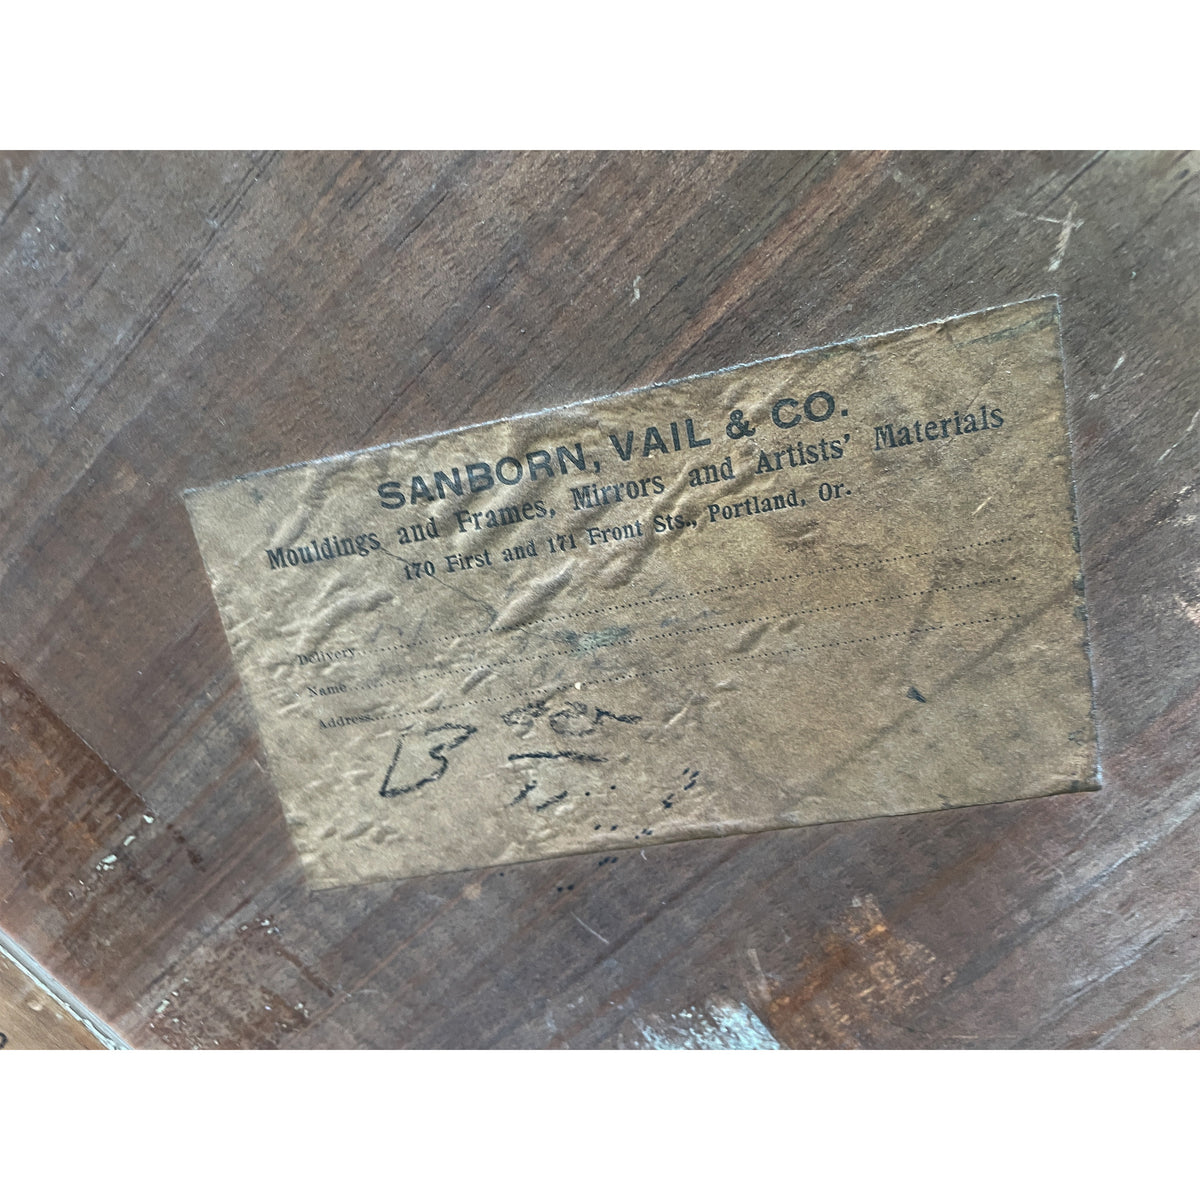 SANBORN, VAIL & CO.
Mouldings and Frames, Mirrors and Artists' Materials
170 First and 171 Front Sts., Portland, Or.
Delivery
Name
Address